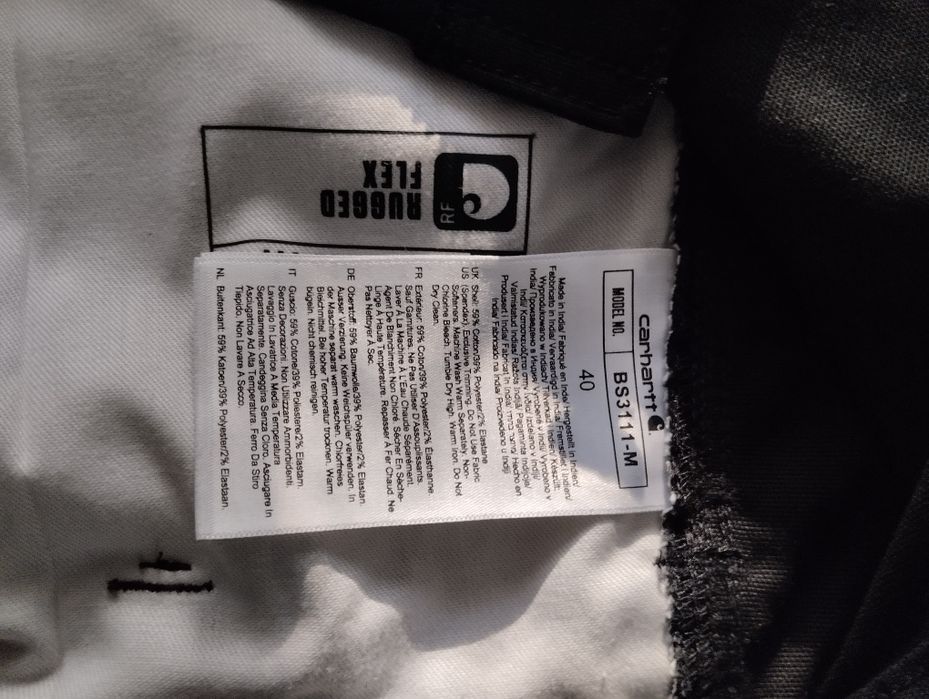 RUGGED
FLEX
RF
carhartt
MODEL NO. BS3111-M
40
Made in India/ Fabriqué en Inde/ Hergestellt in Indien/
Fabbricato in India/ Vervaardigd in India/ Fremstillet i Indien/
UK Shell: 59% Cotton/39% Polyester/2% Elastane
US (Spandex). Exclusive Trimming. Do Not Use Fabric
Softeners. Machine Wash Warm Separately. Non-
Chlorine Bleach. Tumble Dry High. Warm Iron. Do Not
Dry Clean.
FR Extérieur: 59% Coton/39% Polyester/2% Élasthanne.
Sauf Garnitures. Ne Pas Utiliser D'Assouplissants.
Laver À La Machine À L'Eau Chaude Séparément.
Agent De Blanchiment Non Chloré. Sécher En Sèche-
Linge À Haute Température. Repasser À Fer Chaud. Ne
Pas Nettoyer À Sec.
DE Oberstoff: 59% Baumwolle/39% Polyester/2% Elastan.
Ausser Verzierung. Keine Weichspüler verwenden. In
der Maschine separat warm waschen. Chlorfreies
Bleichmittel. Bei hoher Temperatur trocknen. Warm
bügeln. Nicht chemisch reinigen.
IT Guscio: 59% Cotone/39% Poliestere/2% Elastam.
Senza Decorazioni. Non Utilizzare Ammorbidenti.
Lavaggio In Lavatrice A Media Temperatura
Separatamente. Candeggina Senza Cloro. Asciugare In
Asciugatrice Ad Alta Temperatura. Ferro Da Stiro
Tiepido. Non Lavare A Secco.
NL Buitenkant: 59% Katoen/39% Polyester/2% Elastaan.